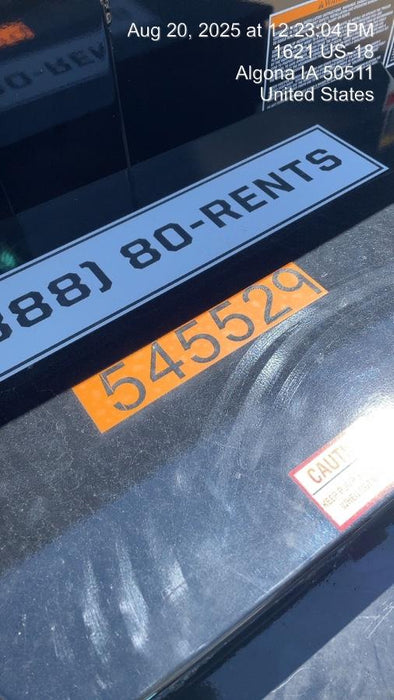 Aug 20, 2025 at 12:23:04 PM
1621 US-18
Algona IA 50511
United States
888) 80-RENTS
545529
CAUT